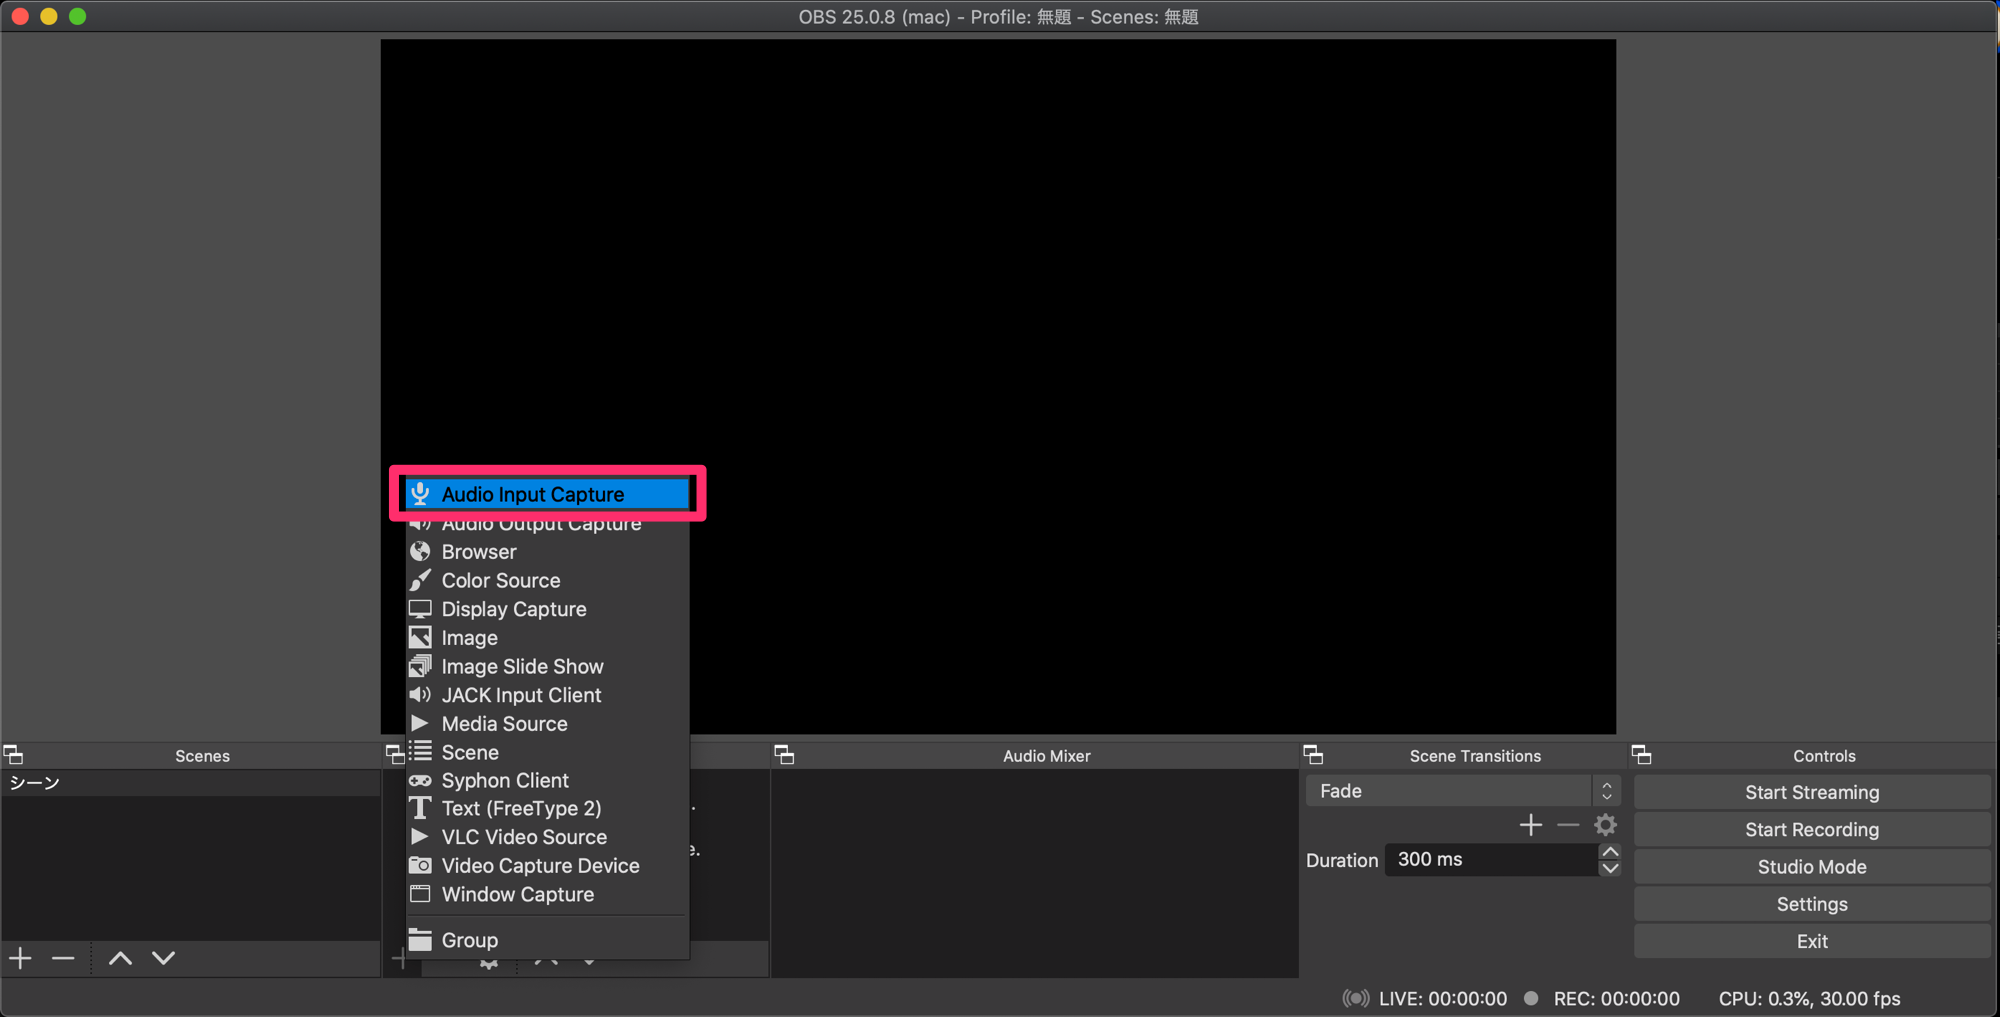 OBS 25.0.8 (mac) - Profile: 無題 - Scenes: 無題
Audio Input Capture
Audio Output Capture
Browser
Color Source
Display Capture
Image
Image Slide Show
JACK Input Client
Media Source
Scene
Syphon Client
Text (FreeType 2)
VLC Video Source
Video Capture Device
Window Capture
Group
Scenes
シーン
e.
Audio Mixer
Scene Transitions
Fade
Duration 300 ms
Controls
Start Streaming
Start Recording
Studio Mode
Settings
Exit
LIVE: 00:00:00 REC: 00:00:00 CPU: 0.3%, 30.00 fps